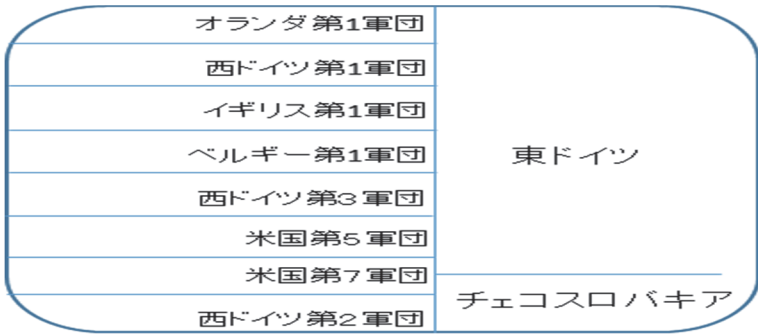 オランダ第1軍団
西ドイツ第1軍団
イギリス第1軍団
ベルギー第1軍団
東ドイツ
西ドイツ第3軍団
米国第5軍団
米国第7軍団
チェコスロバキア
西ドイツ第2軍団